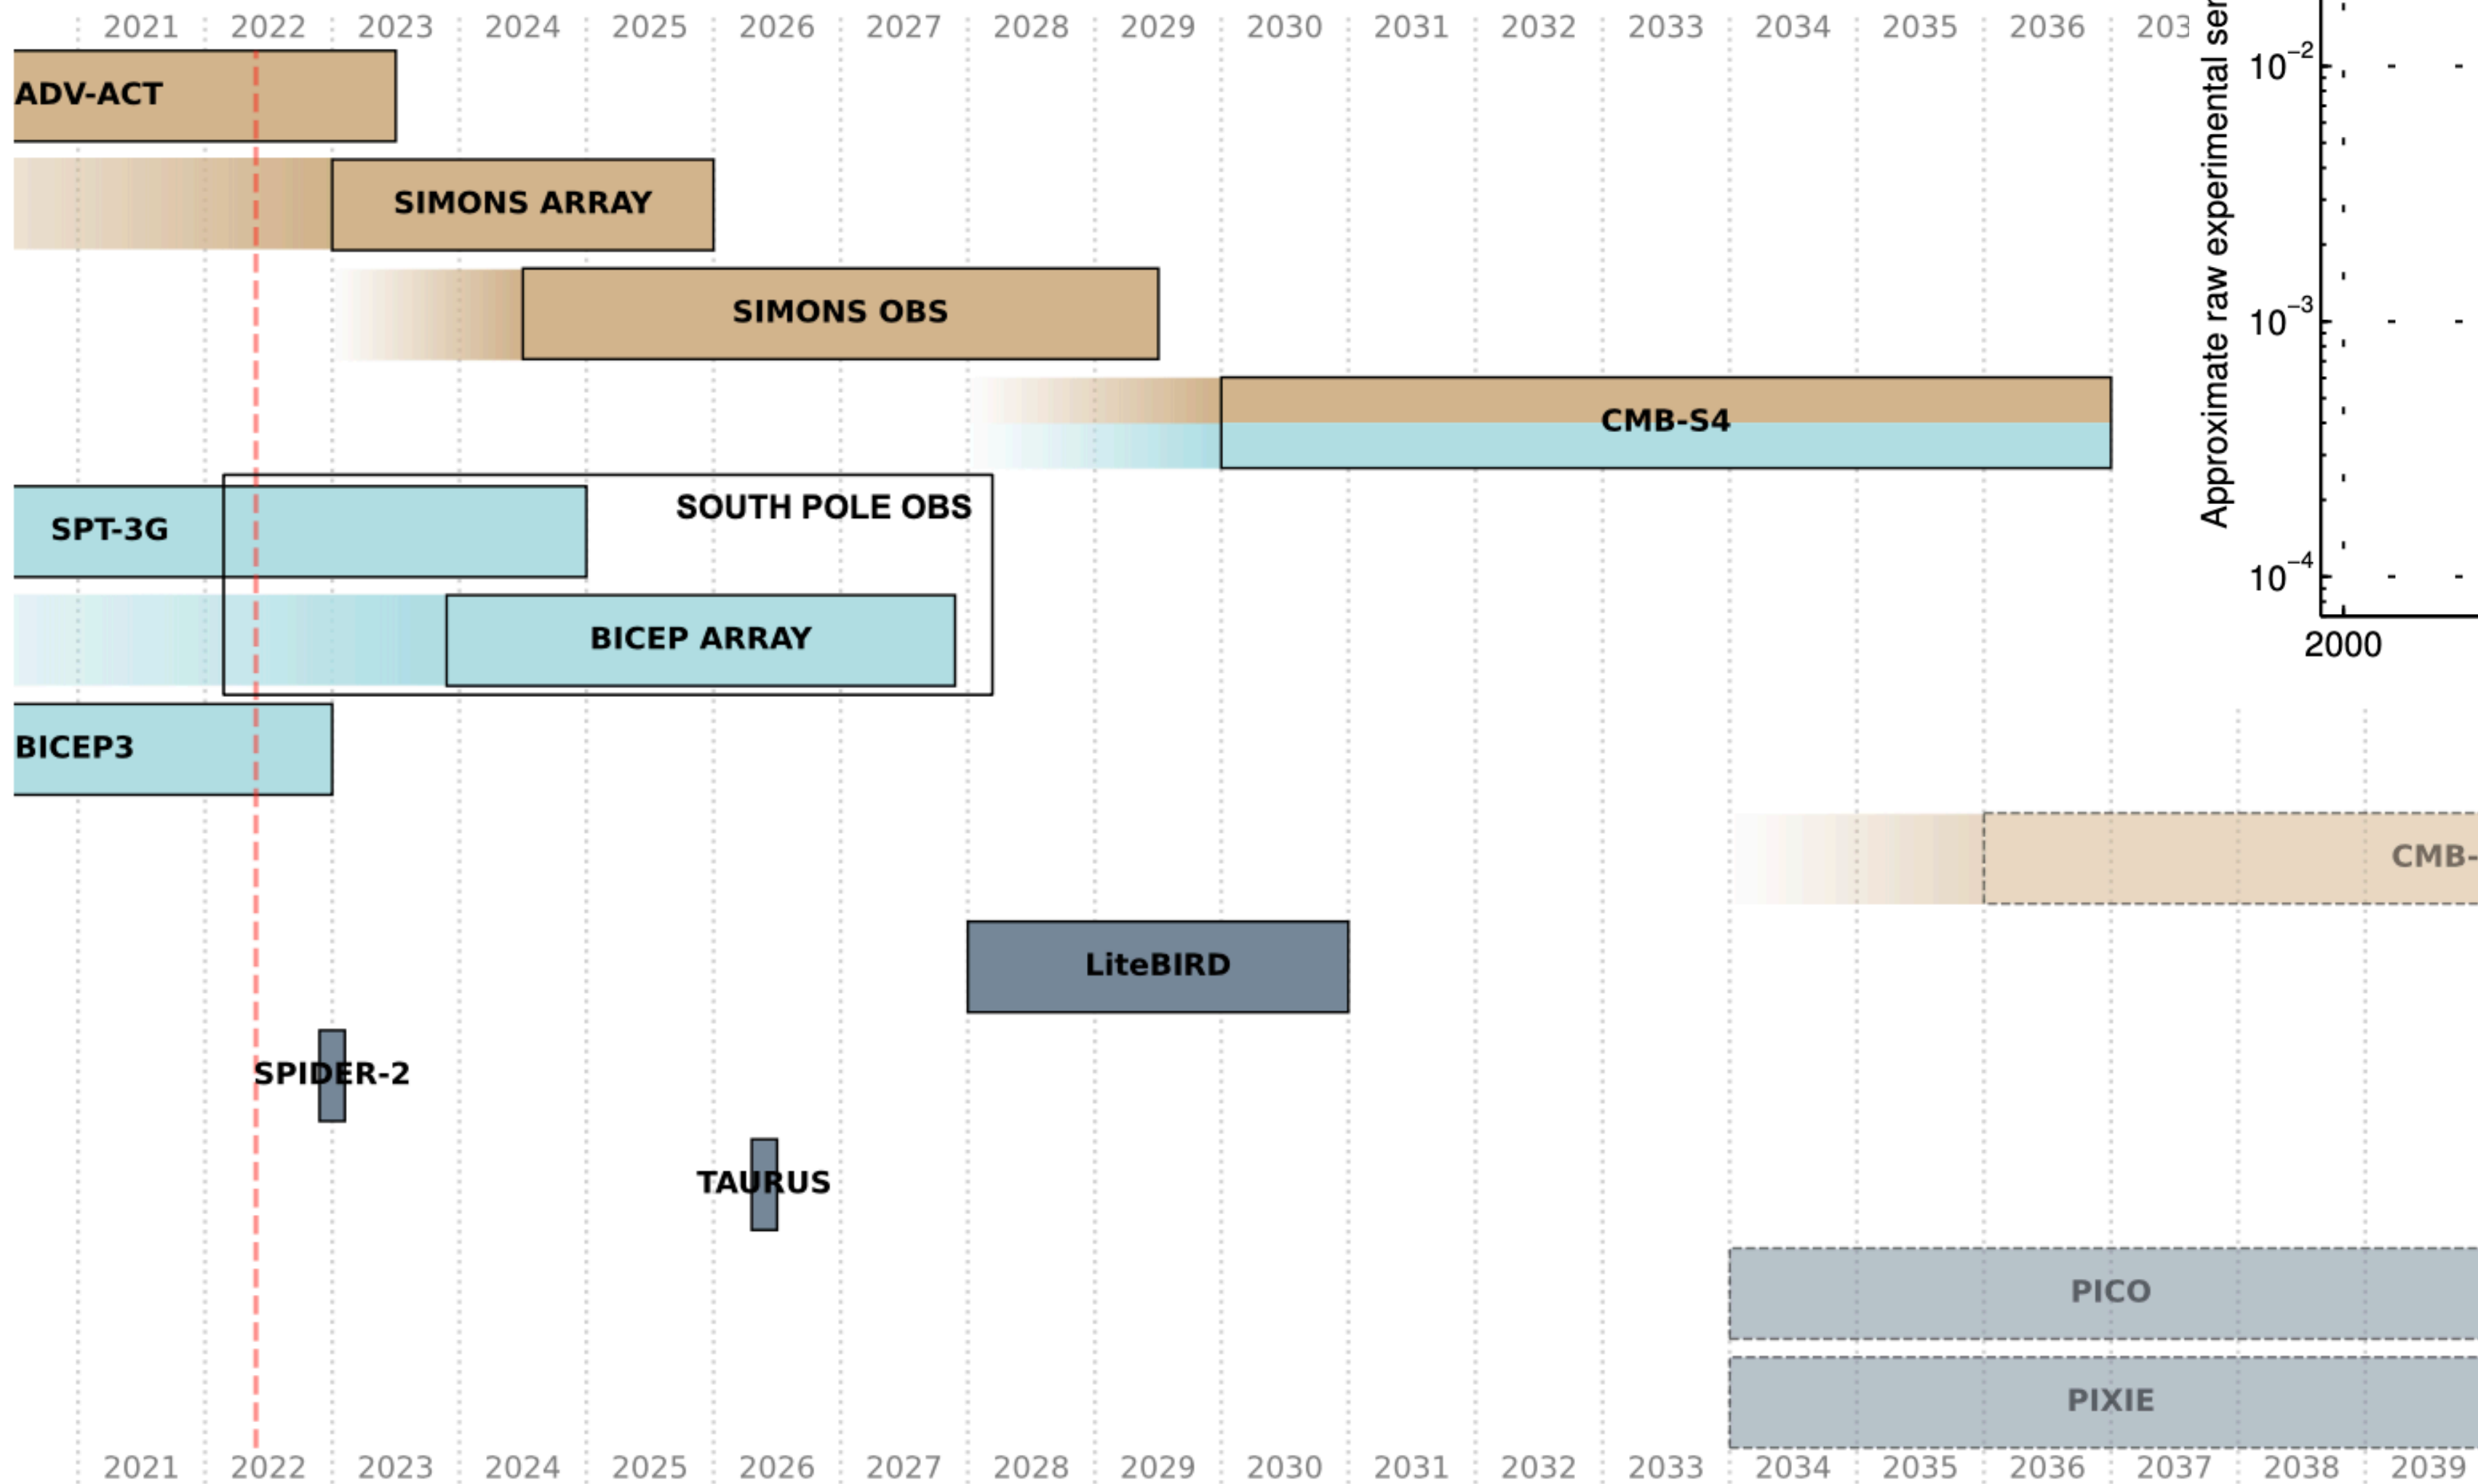 2021 2022 2023 2024 2025 2026 2027 2028 2029 2030 2031 2032 2033 2034 2035 2036
ADV-ACT
SIMONS ARRAY
SIMONS OBS
CMB-S4
SOUTH POLE OBS
SPT-3G
BICEP ARRAY
BICEP3
CMB-
LiteBIRD
SPIDER-2
TAURUS
PICO
PIXIE
2021 2022 2023 2024 2025 2026 2027 2028 2029 2030 2031 2032 2033 2034 2035 2036 2037 2038 2039
Approximate raw experimental
10⁻²
10⁻³
10⁻⁴
2000